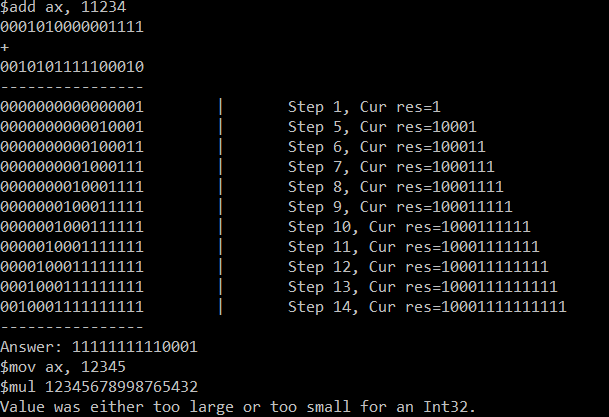 $add ax, 11234
0001010000001111
+
0010101111100010
----------------
0000000000000001 | Step 1, Cur res=1
0000000000010001 | Step 5, Cur res=10001
0000000000100011 | Step 6, Cur res=100011
0000000001000111 | Step 7, Cur res=1000111
0000000010001111 | Step 8, Cur res=10001111
0000000100011111 | Step 9, Cur res=100011111
0000001000111111 | Step 10, Cur res=1000111111
0000010001111111 | Step 11, Cur res=10001111111
0000100011111111 | Step 12, Cur res=100011111111
0001000111111111 | Step 13, Cur res=1000111111111
0010001111111111 | Step 14, Cur res=10001111111111
----------------
Answer: 11111111110001
$mov ax, 12345
$mul 12345678998765432
Value was either too large or too small for an Int32.